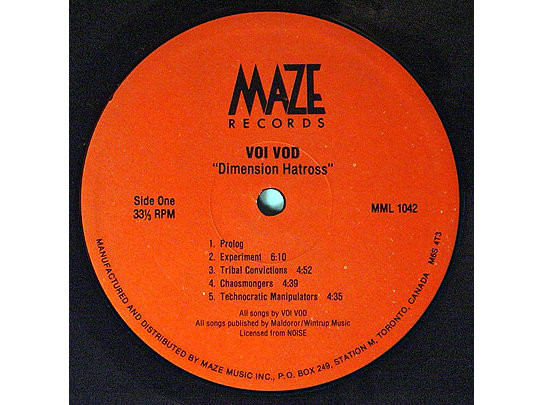 MAZE
RECORDS
VOI VOD
"Dimension Hatross"
Side One
33⅓ RPM
MML 1042
1. Prolog
2. Experiment 6:10
3. Tribal Convictions 4:52
4. Chaosmongers 4:39
5. Technocratic Manipulators 4:35
All songs by VOI VOD
All songs published by Maldoror/Wintrup Music
Licensed from NOISE
MANUFACTURED AND DISTRIBUTED BY MAZE MUSIC INC., P.O. BOX 249, STATION M, TORONTO, CANADA M6S 4T3